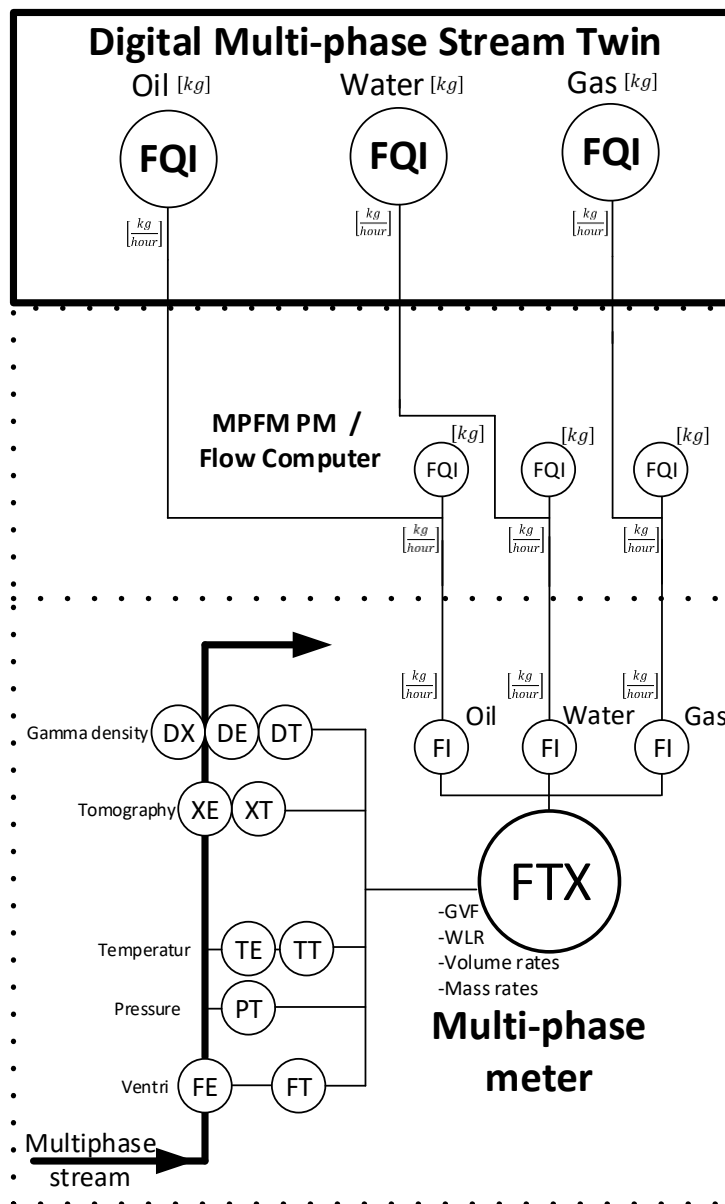 Digital Multi-phase Stream Twin
Oil [kg]
Water [kg]
Gas [kg]
FQI
FQI
FQI
[kg/hour]
[kg/hour]
[kg/hour]
MPFM PM /
Flow Computer
[kg]
[kg]
[kg]
FQI
FQI
FQI
[kg/hour]
[kg/hour]
[kg/hour]
[kg/hour]
[kg/hour]
[kg/hour]
Oil
Water
Gas
FI
FI
FI
Gamma density
DX
DE
DT
Tomography
XE
XT
FTX
-GVF
-WLR
-Volume rates
-Mass rates
Temperatur
TE
TT
Pressure
PT
Multi-phase
meter
Ventri
FE
FT
Multiphase
stream